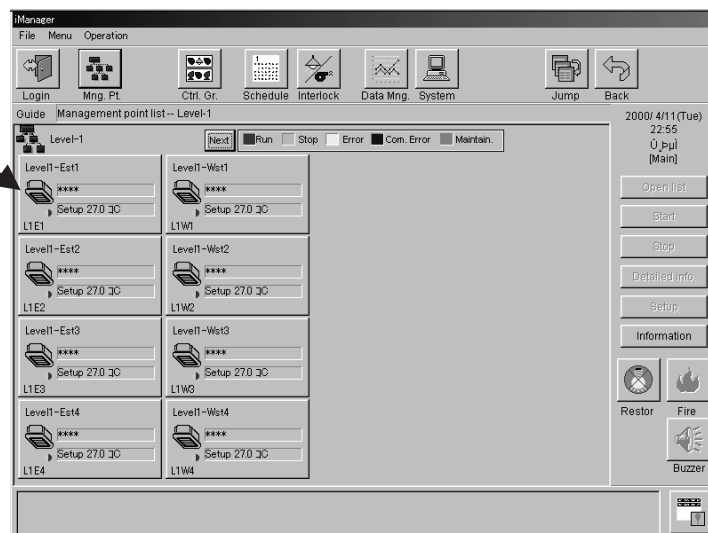 iManager
File Menu Operation
Login Mng. Pt. Ctrl. Gr. Schedule Interlock Data Mng. System Jump Back
Guide Management point list -- Level-1
2000/ 4/11 (Tue)
22:55
Û¸Þµì
[Main]
Level-1 Next Run Stop Error Com. Error Maintain.
Level1-Est1
****
Setup 27.0 ℃
L1E1
Level1-Wst1
****
Setup 27.0 ℃
L1W1
Level1-Est2
****
Setup 27.0 ℃
L1E2
Level1-Wst2
****
Setup 27.0 ℃
L1W2
Level1-Est3
****
Setup 27.0 ℃
L1E3
Level1-Wst3
****
Setup 27.0 ℃
L1W3
Level1-Est4
****
Setup 27.0 ℃
L1E4
Level1-Wst4
****
Setup 27.0 ℃
L1W4
Open list
Start
Stop
Detailed info.
Setup
Information
Restor Fire
Buzzer